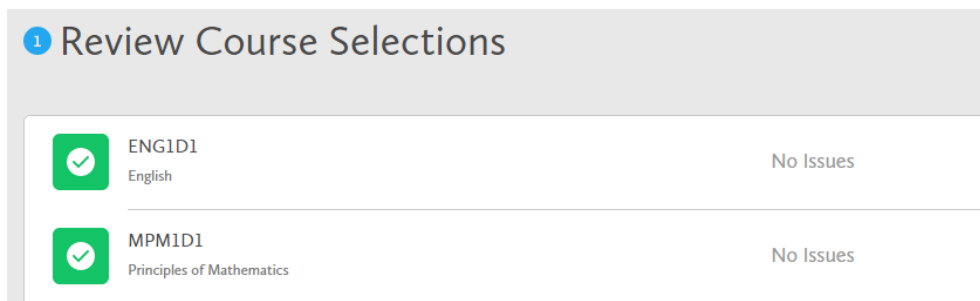 1 Review Course Selections
ENG1D1
No Issues
English
MPM1D1
No Issues
Principles of Mathematics